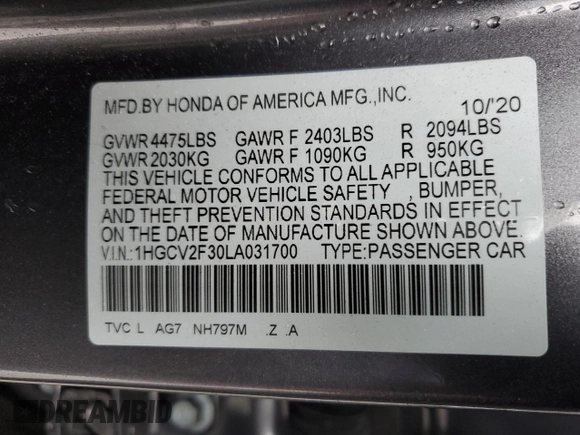 MFD.BY HONDA OF AMERICA MFG.,INC. 10/'20
GVWR 4475LBS GAWR F 2403LBS R 2094LBS
GVWR 2030KG GAWR F 1090KG R 950KG
THIS VEHICLE CONFORMS TO ALL APPLICABLE
FEDERAL MOTOR VEHICLE SAFETY , BUMPER,
AND THEFT PREVENTION STANDARDS IN EFFECT
ON THE DATE OF MANUFACTURE SHOWN ABOVE.
V.I.N.: 1HGCV2F30LA031700 TYPE:PASSENGER CAR
TVC L AG7 NH797M .Z .A
DREAMBID